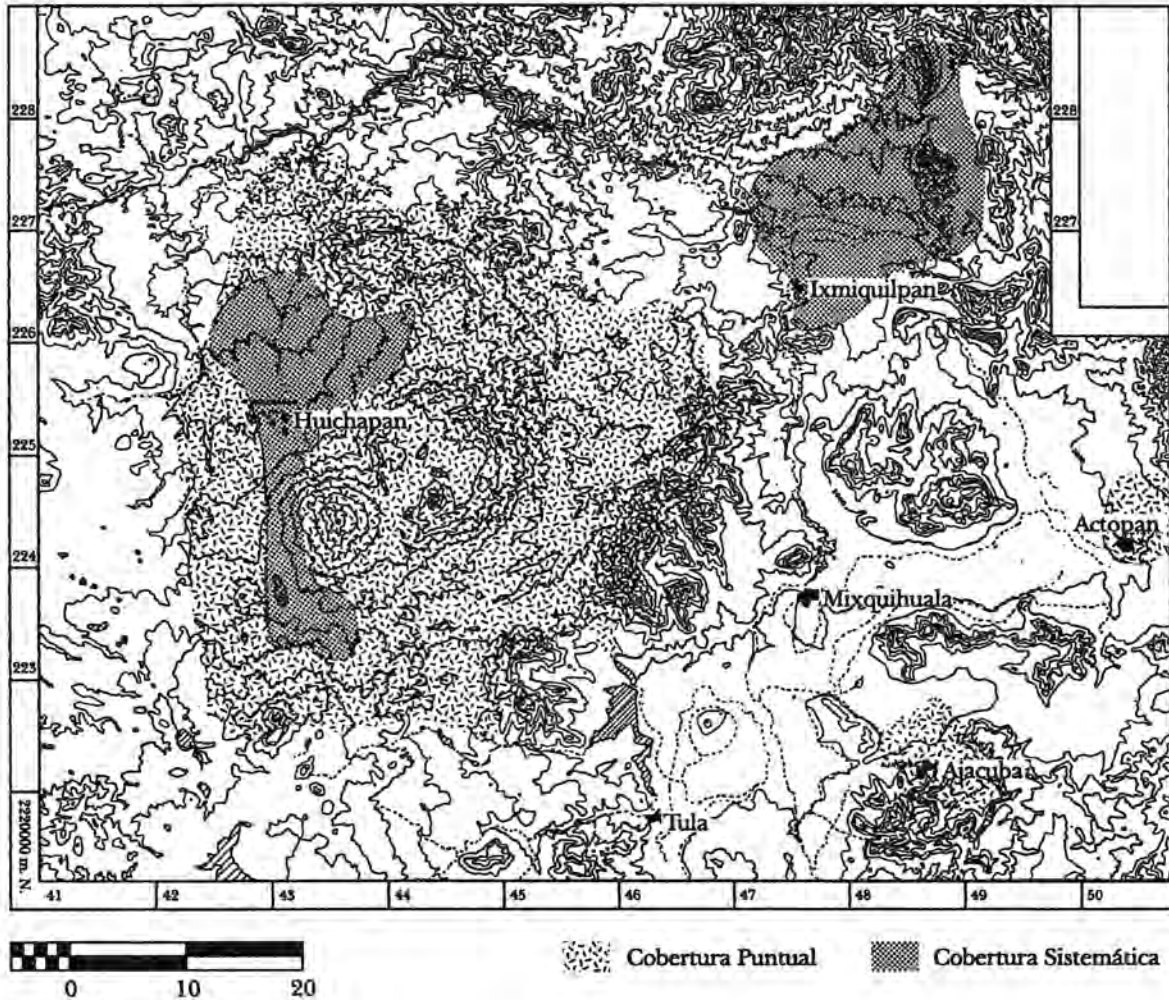 228
227
226
225
224
223
2220000 m. N.
228
227
Ixmiquilpan
Huichapan
Actopan
Mixquihuala
Ajacuba
Tula
41 42 43 44 45 46 47 48 49 50
Cobertura Puntual
Cobertura Sistemática
0 10 20